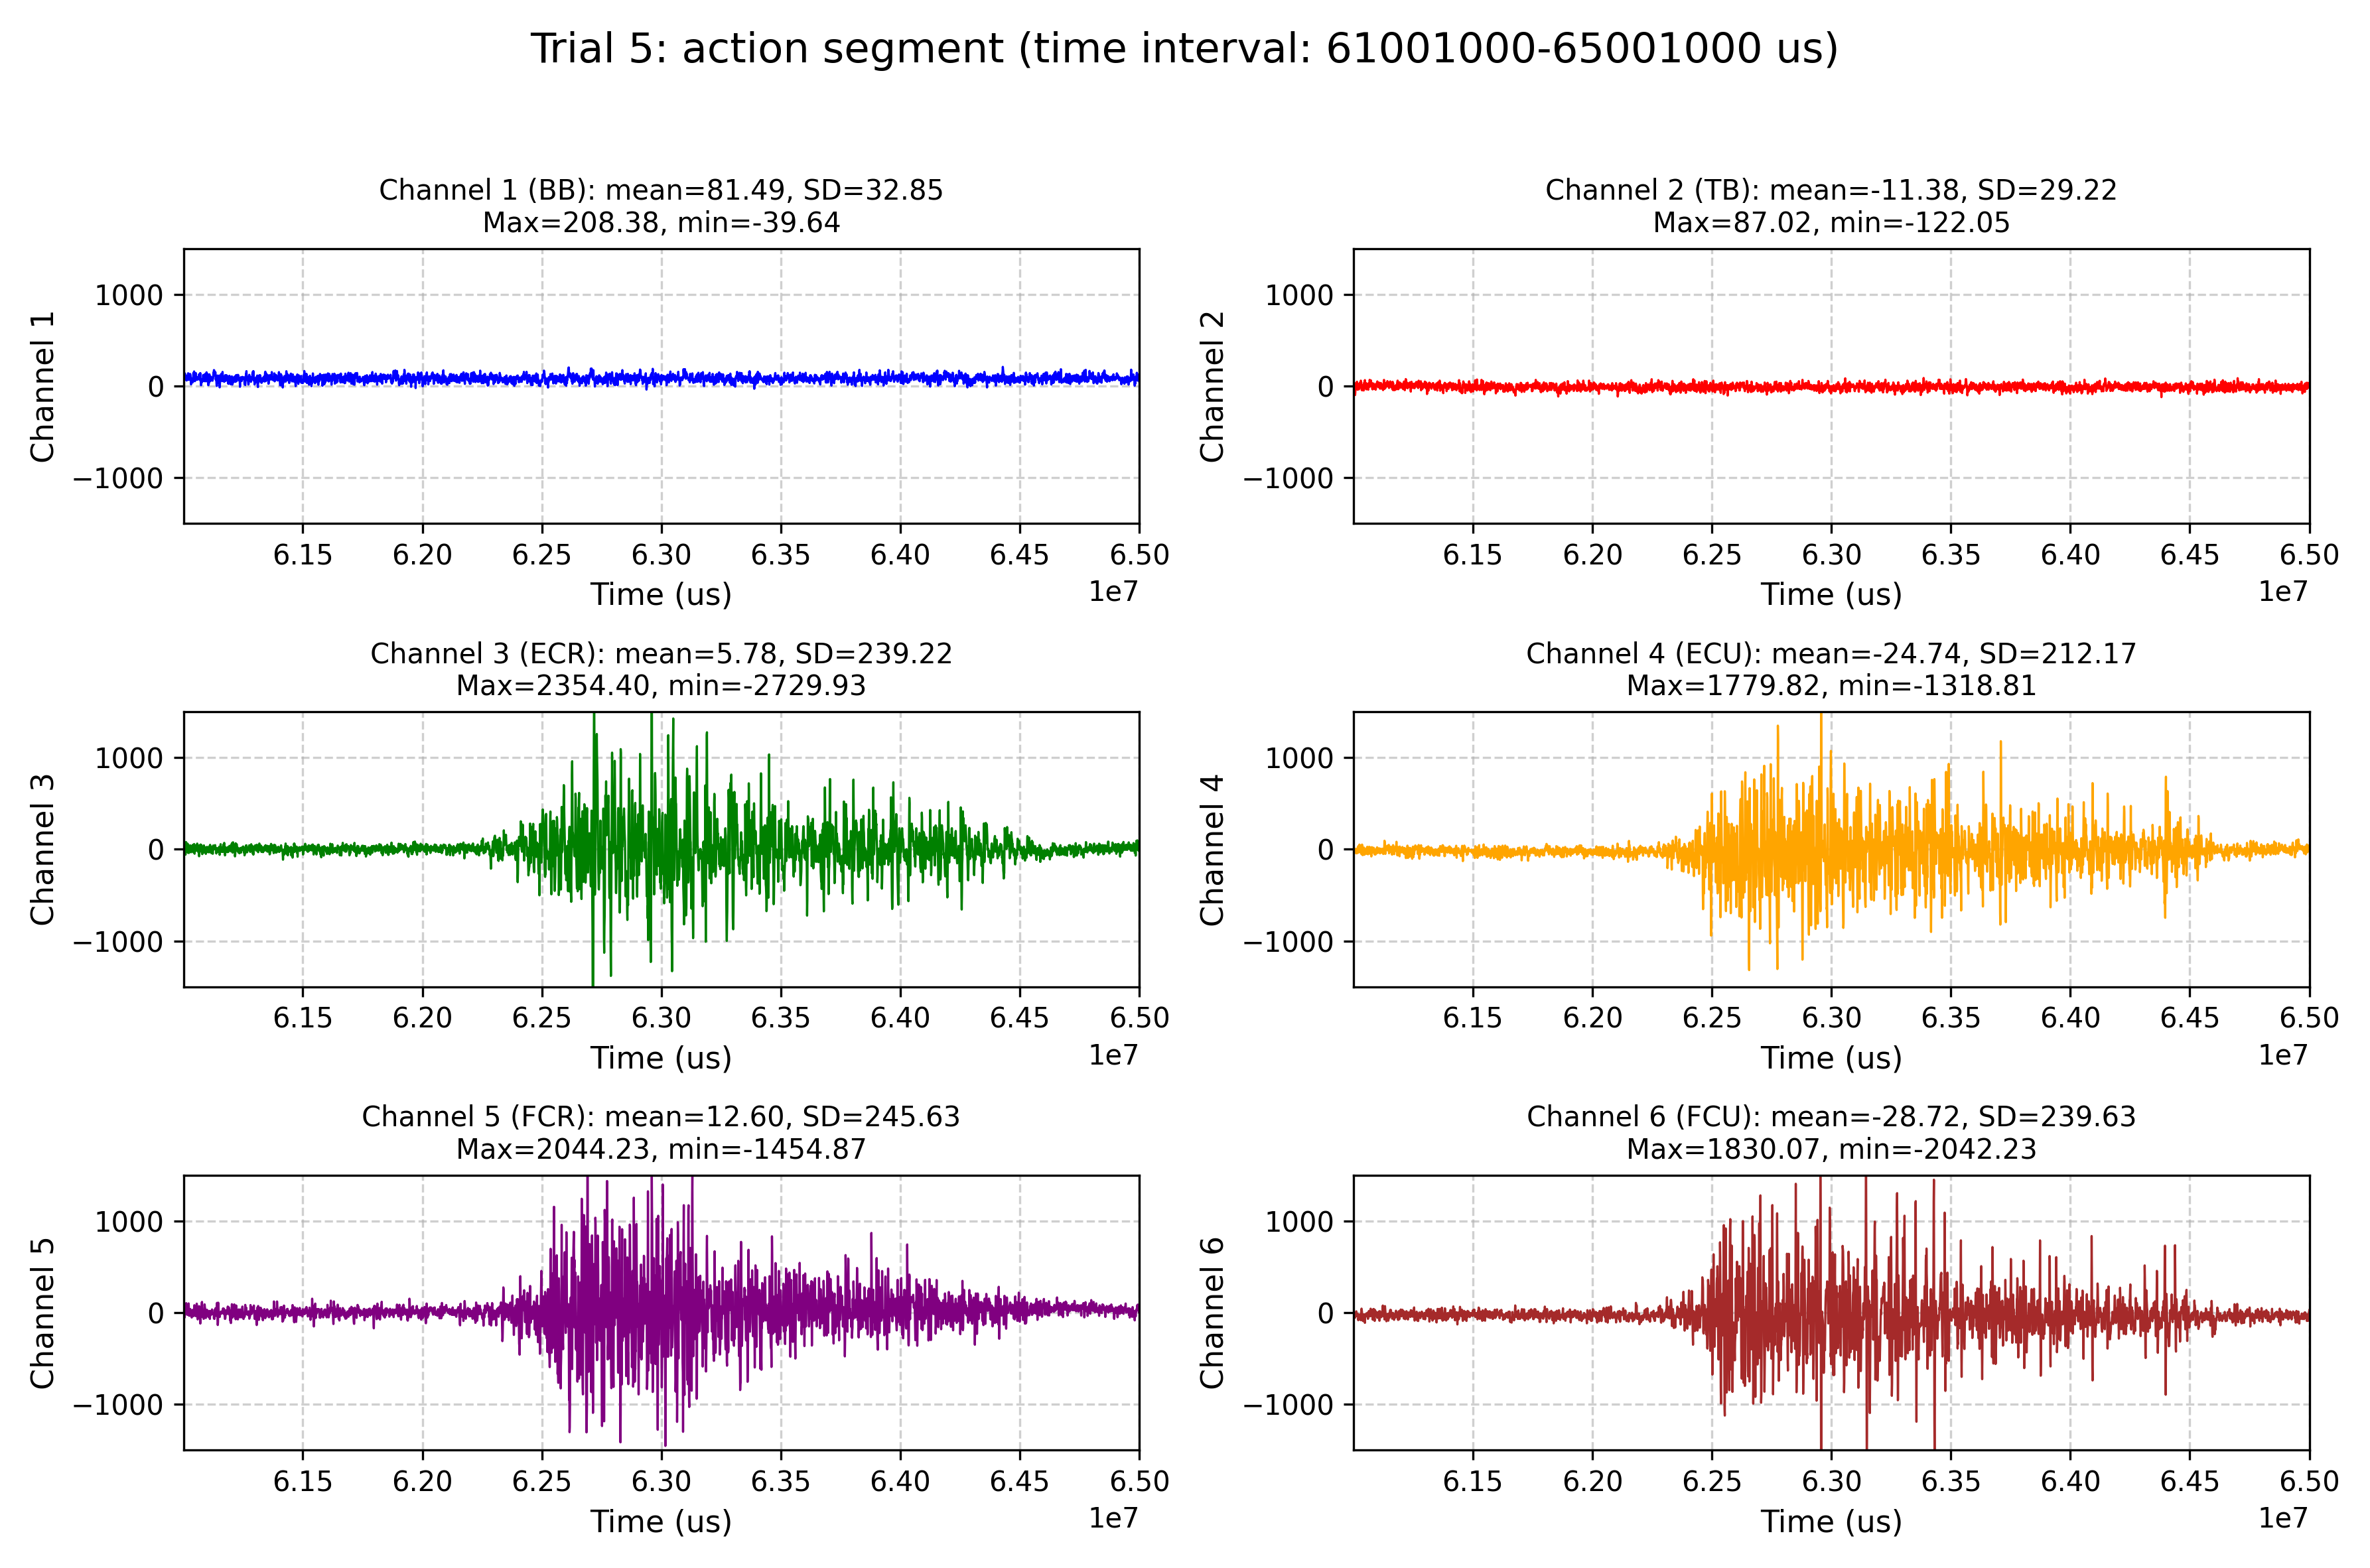 Trial 5: action segment (time interval: 61001000-65001000 us)
Channel 1 (BB): mean=81.49, SD=32.85
Max=208.38, min=-39.64
Channel 1
1000
0
−1000
6.15 6.20 6.25 6.30 6.35 6.40 6.45 6.50
Time (us)
1e7
Channel 2 (TB): mean=-11.38, SD=29.22
Max=87.02, min=-122.05
Channel 2
1000
0
−1000
6.15 6.20 6.25 6.30 6.35 6.40 6.45 6.50
Time (us)
1e7
Channel 3 (ECR): mean=5.78, SD=239.22
Max=2354.40, min=-2729.93
Channel 3
1000
0
−1000
6.15 6.20 6.25 6.30 6.35 6.40 6.45 6.50
Time (us)
1e7
Channel 4 (ECU): mean=-24.74, SD=212.17
Max=1779.82, min=-1318.81
Channel 4
1000
0
−1000
6.15 6.20 6.25 6.30 6.35 6.40 6.45 6.50
Time (us)
1e7
Channel 5 (FCR): mean=12.60, SD=245.63
Max=2044.23, min=-1454.87
Channel 5
1000
0
−1000
6.15 6.20 6.25 6.30 6.35 6.40 6.45 6.50
Time (us)
1e7
Channel 6 (FCU): mean=-28.72, SD=239.63
Max=1830.07, min=-2042.23
Channel 6
1000
0
−1000
6.15 6.20 6.25 6.30 6.35 6.40 6.45 6.50
Time (us)
1e7